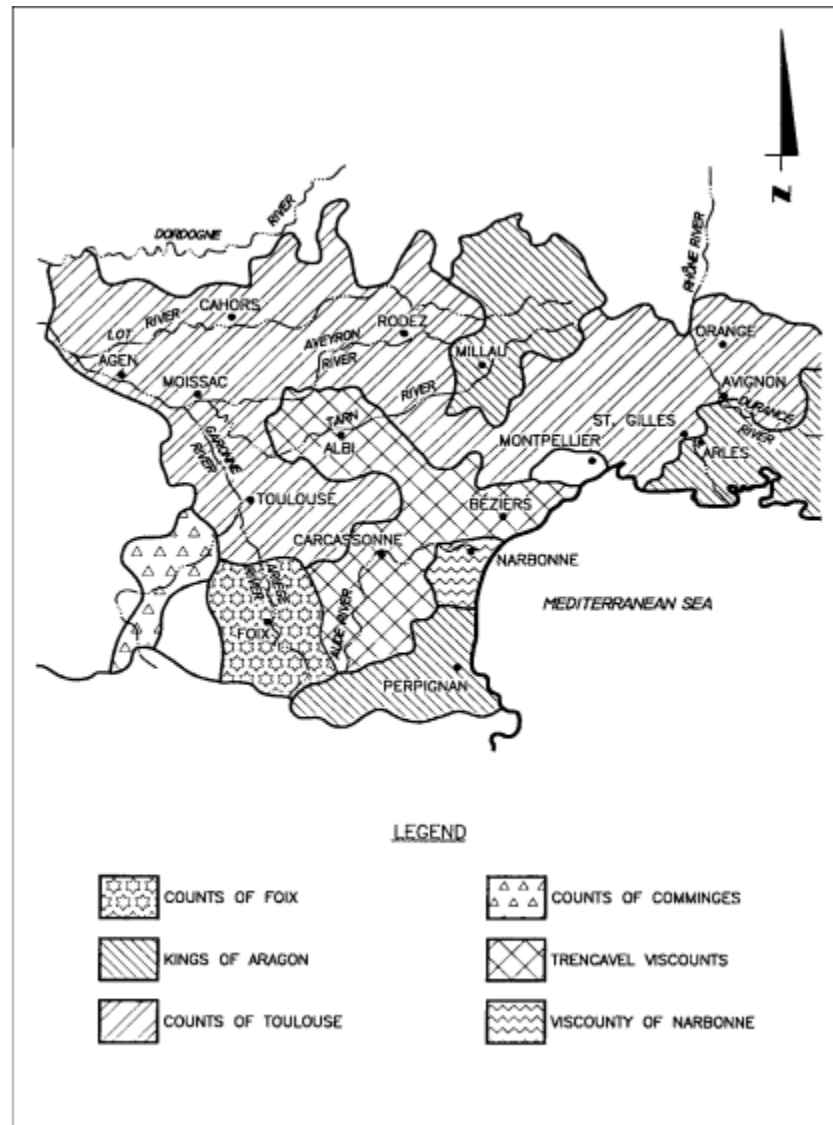 N
DORDOGNE RIVER
RHÔNE RIVER
CAHORS
LOT RIVER
AVEYRON RIVER
RODEZ
ORANGE
AGEN
MILLAU
AVIGNON
MOISSAC
TARN RIVER
ST. GILLES
DURANCE RIVER
GARONNE RIVER
ALBI
MONTPELLIER
ARLES
TOULOUSE
BÉZIERS
CARCASSONNE
NARBONNE
ARIEGE RIVER
MEDITERRANEAN SEA
FOIX
AUDE RIVER
PERPIGNAN
LEGEND
COUNTS OF FOIX
COUNTS OF COMMINGES
KINGS OF ARAGON
TRENCAVEL VISCOUNTS
COUNTS OF TOULOUSE
VISCOUNTY OF NARBONNE